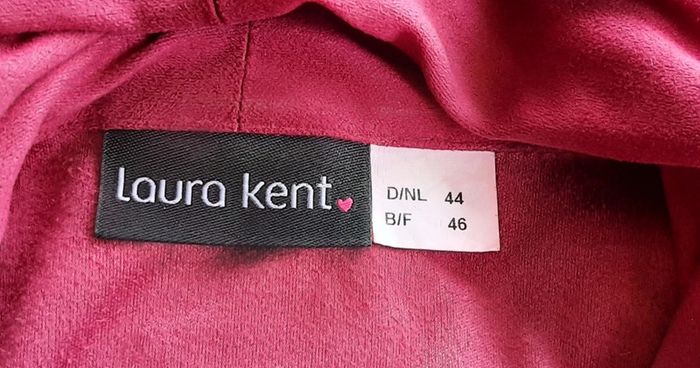 laura kent
D/NL 44
B/F 46